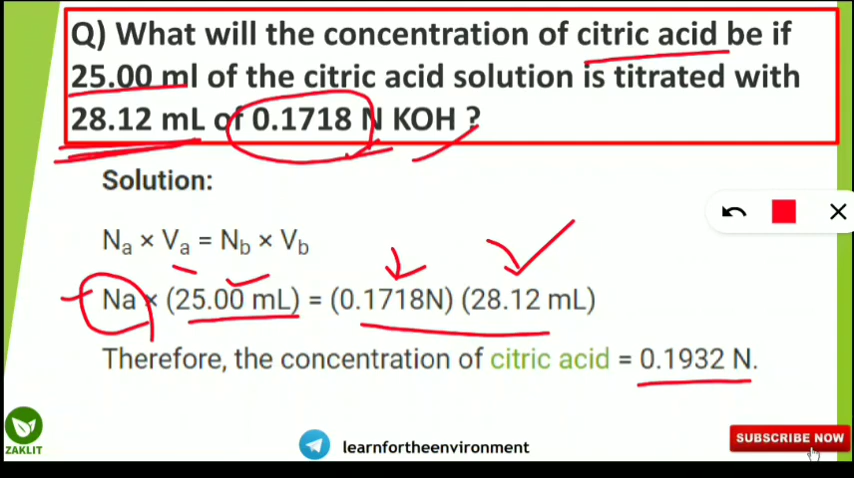 Q) What will the concentration of citric acid be if
25.00 ml of the citric acid solution is titrated with
28.12 mL of 0.1718 N KOH ?
Solution:
Na × Va = Nb × Vb
Na × (25.00 mL) = (0.1718N) (28.12 mL)
Therefore, the concentration of citric acid = 0.1932 N.
ZAKLIT
learnfortheenvironment
SUBSCRIBE NOW